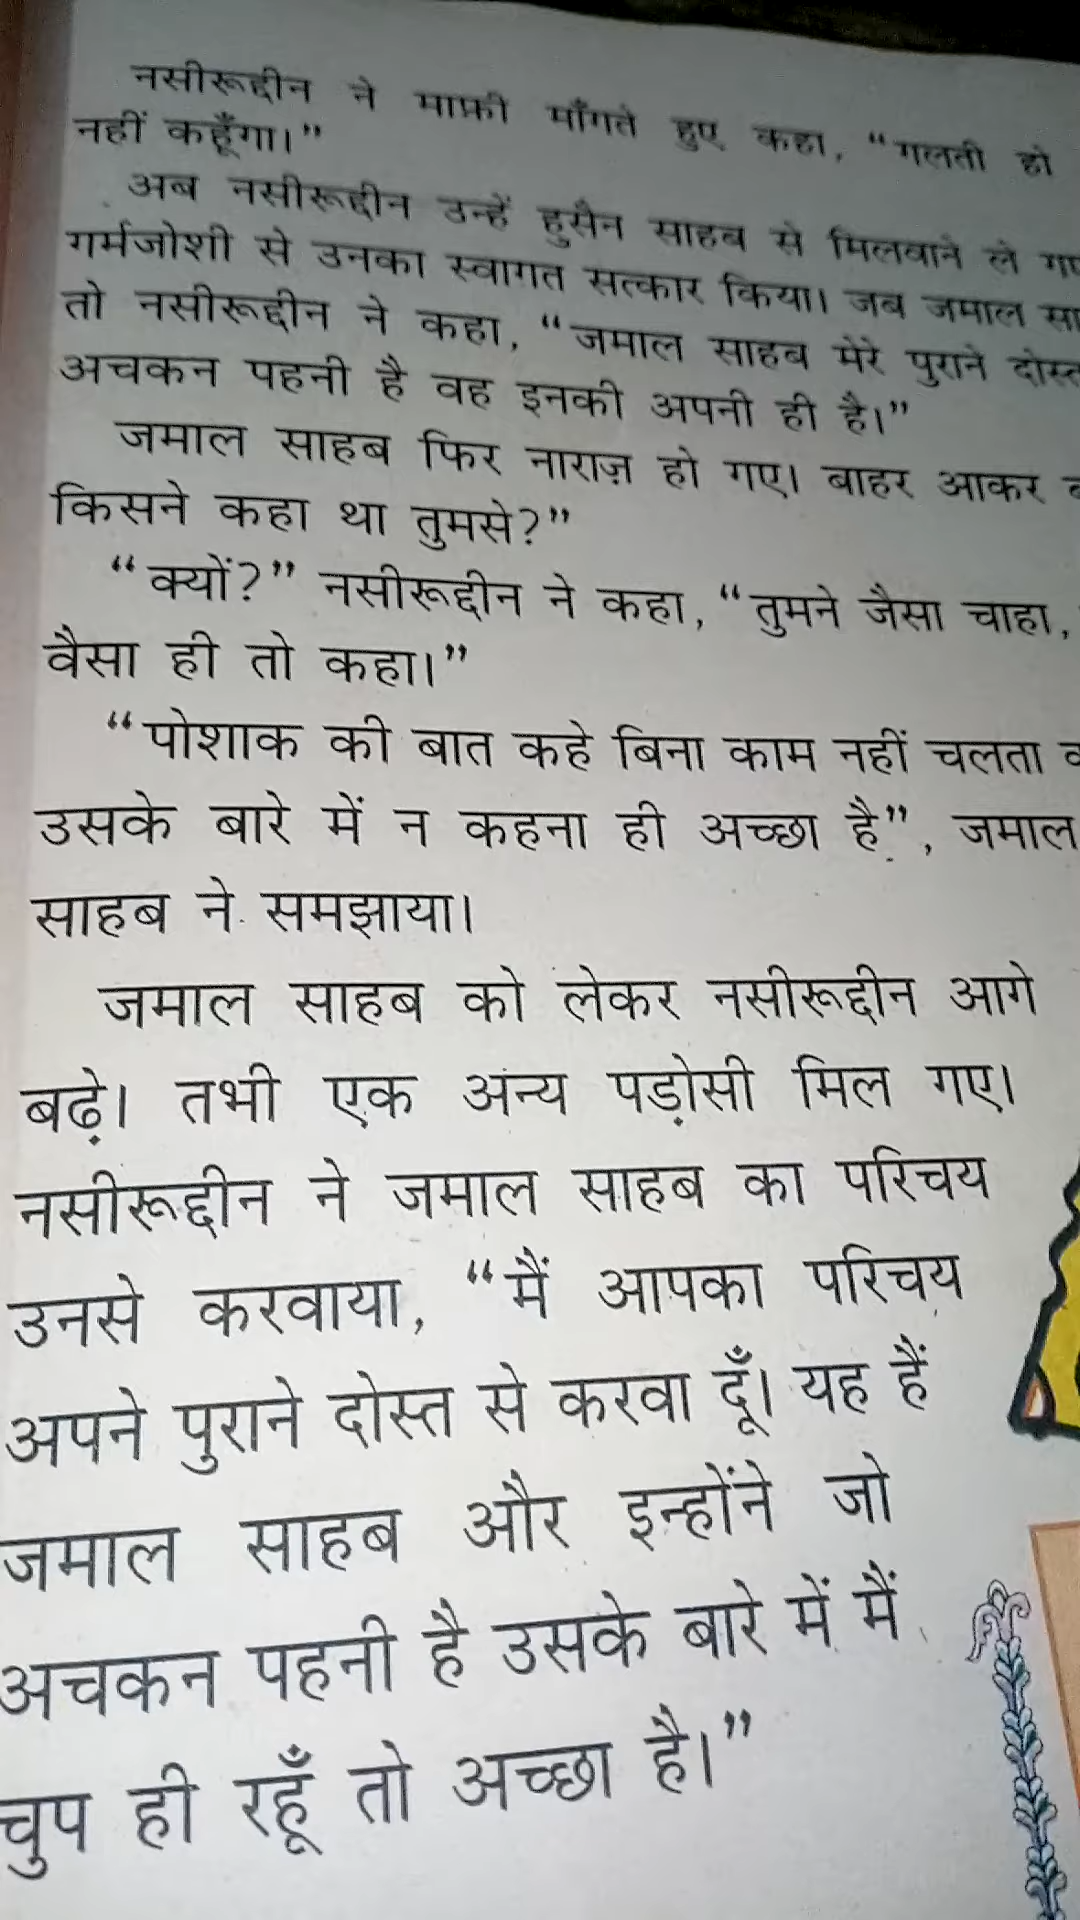 नसीरूद्दीन ने माफ़ी माँगते हुए कहा, “गलती हो
नहीं कहूँगा।”
अब नसीरूद्दीन उन्हें हुसैन साहब से मिलवाने ले
गर्मजोशी से उनका स्वागत सत्कार किया। जब जमाल
तो नसीरूद्दीन ने कहा, “जमाल साहब मेरे पुराने
अचकन पहनी है वह इनकी अपनी ही है।”
जमाल साहब फिर नाराज़ हो गए। बाहर आकर
किसने कहा था तुमसे?”
“क्यों?” नसीरूद्दीन ने कहा, “तुमने जैसा चाहा,
वैसा ही तो कहा।”
“पोशाक की बात कहे बिना काम नहीं चलता
उसके बारे में न कहना ही अच्छा है”, जमाल
साहब ने समझाया।
जमाल साहब को लेकर नसीरूद्दीन आगे
बढ़े। तभी एक अन्य पड़ोसी मिल गए।
नसीरूद्दीन ने जमाल साहब का परिचय
उनसे करवाया, “मैं आपका परिचय
अपने पुराने दोस्त से करवा दूँ। यह हैं
जमाल साहब और इन्होंने जो
अचकन पहनी है उसके बारे में मैं
चुप ही रहूँ तो अच्छा है।”